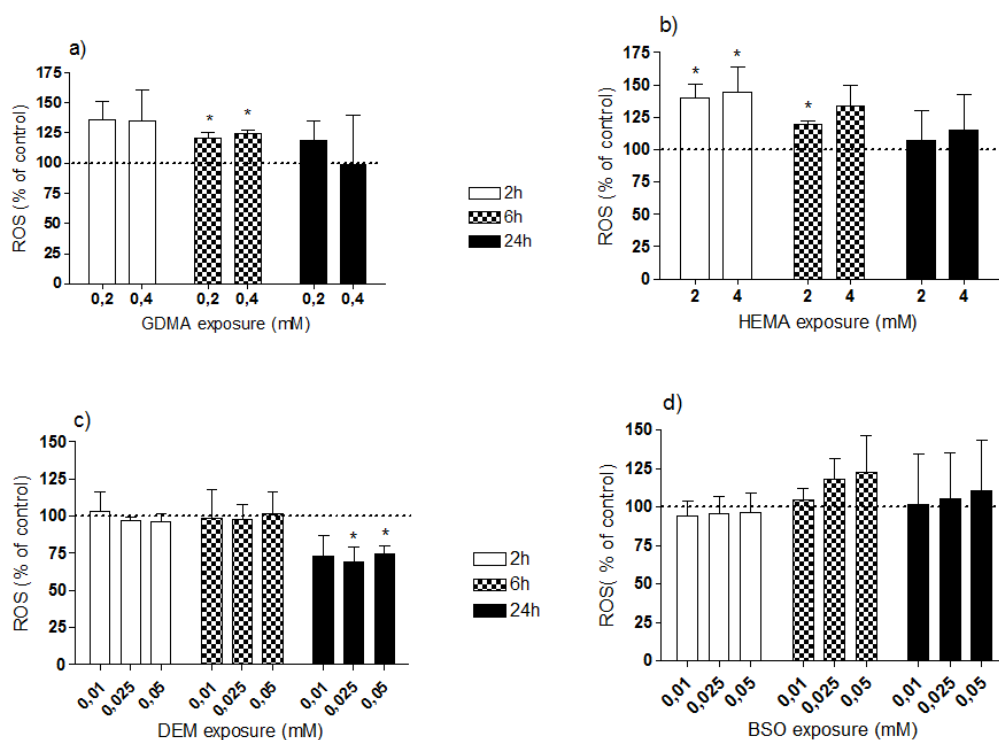 a)
ROS (% of control)
175
150
125
100
75
50
25
0
* *
0,2 0,4 0,2 0,4 0,2 0,4
GDMA exposure (mM)
2h
6h
24h
b)
ROS (% of control)
175
150
125
100
75
50
25
0
* * *
2 4 2 4 2 4
HEMA exposure (mM)
c)
ROS (% of control)
150
125
100
75
50
25
0
* *
0,01 0,025 0,05 0,01 0,025 0,05 0,01 0,025 0,05
DEM exposure (mM)
2h
6h
24h
d)
ROS( % of control)
150
125
100
75
50
25
0
0,01 0,025 0,05 0,01 0,025 0,05 0,01 0,025 0,05
BSO exposure (mM)